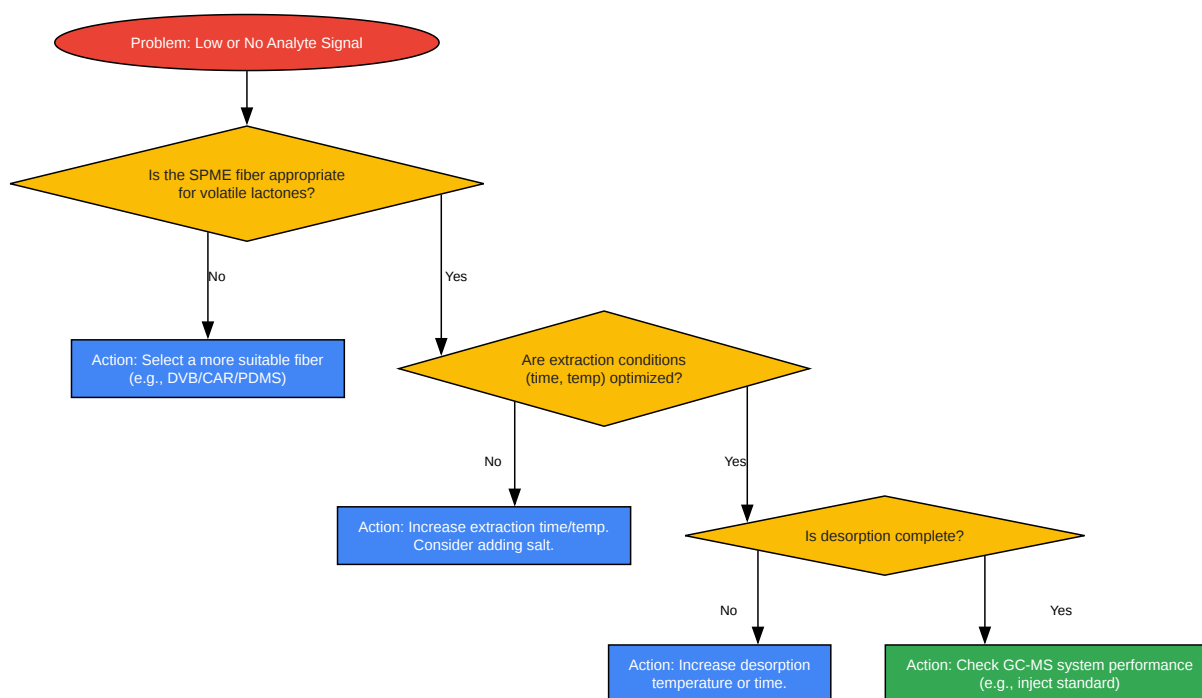 Problem: Low or No Analyte Signal
Is the SPME fiber appropriate
for volatile lactones?
No
Yes
Action: Select a more suitable fiber
(e.g., DVB/CAR/PDMS)
Are extraction conditions
(time, temp) optimized?
No
Yes
Action: Increase extraction time/temp.
Consider adding salt.
Is desorption complete?
No
Yes
Action: Increase desorption
temperature or time.
Action: Check GC-MS system performance
(e.g., inject standard)